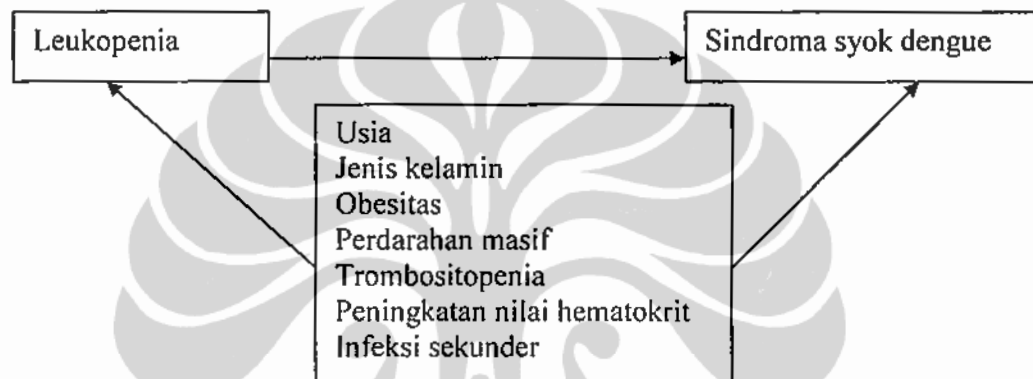 Leukopenia
Sindroma syok dengue
Usia
Jenis kelamin
Obesitas
Perdarahan masif
Trombositopenia
Peningkatan nilai hematokrit
Infeksi sekunder